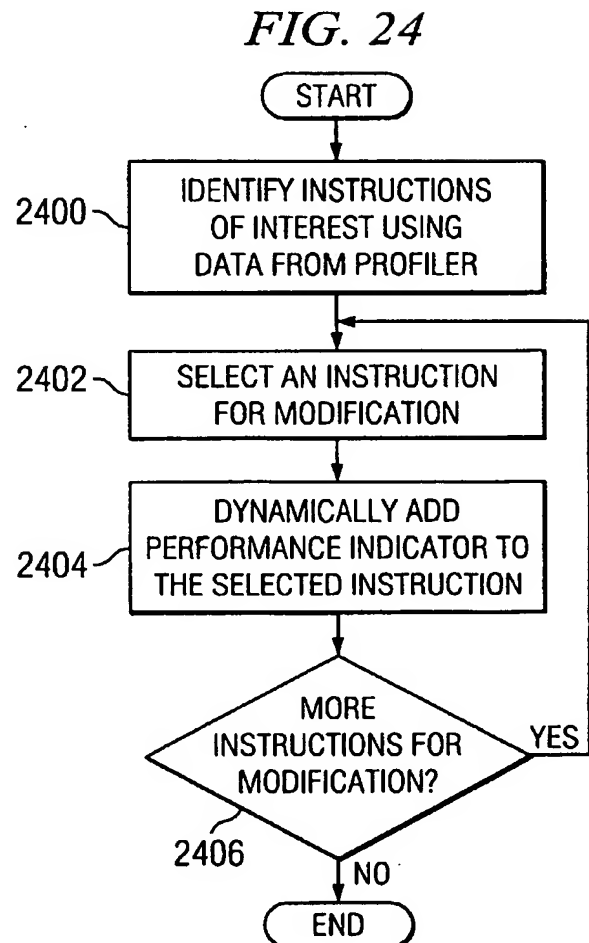 FIG. 24
START
2400
IDENTIFY INSTRUCTIONS
OF INTEREST USING
DATA FROM PROFILER
2402
SELECT AN INSTRUCTION
FOR MODIFICATION
2404
DYNAMICALLY ADD
PERFORMANCE INDICATOR TO
THE SELECTED INSTRUCTION
MORE
INSTRUCTIONS FOR
MODIFICATION?
YES
2406
NO
END